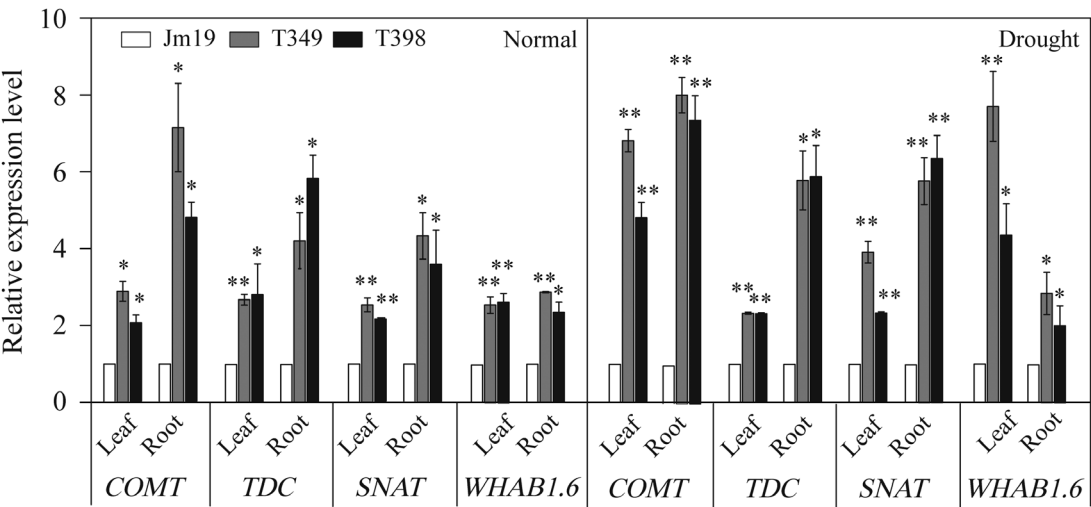 10
Jm19 T349 T398 Normal Drought
8
6
4
2
0
Relative expression level
* * * * ** * * * ** ** * * ** ** ** *
** ** ** ** ** ** * * ** ** ** ** ** * * *
Leaf Root Leaf Root Leaf Root Leaf Root Leaf Root Leaf Root Leaf Root Leaf Root
COMT TDC SNAT WHAB1.6 COMT TDC SNAT WHAB1.6